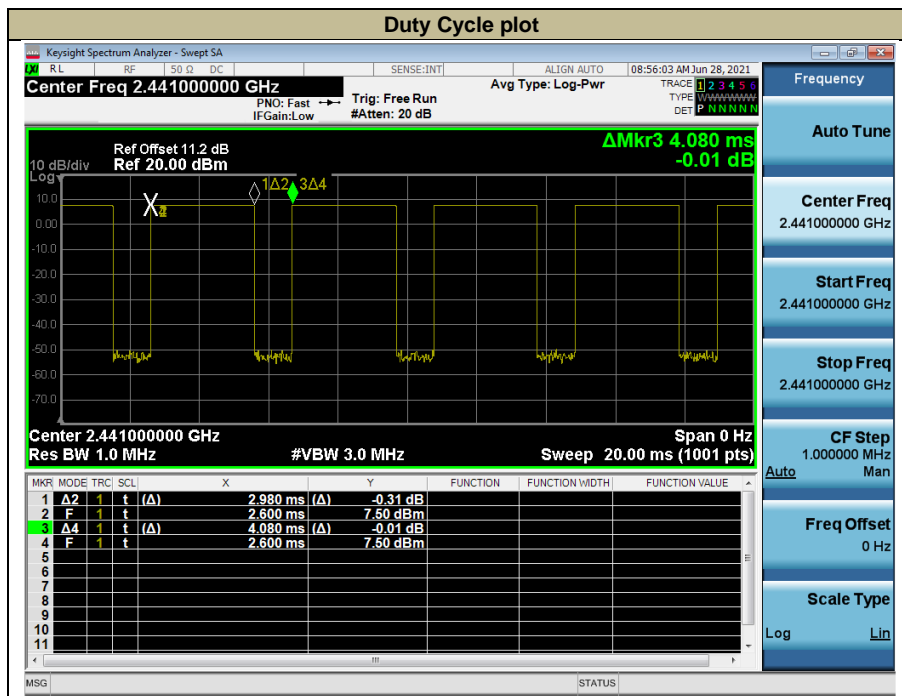 Duty Cycle plot
Keysight Spectrum Analyzer - Swept SA
LXI RL RF 50 Ω DC SENSE:INT ALIGN AUTO 08:56:03 AM Jun 28, 2021
Center Freq 2.441000000 GHz
PNO: Fast
IFGain:Low
Trig: Free Run
#Atten: 20 dB
Avg Type: Log-Pwr
TRACE 1 2 3 4 5 6
TYPE WWWWWW
DET P N N N N N
ΔMkr3 4.080 ms
-0.01 dB
Ref Offset 11.2 dB
10 dB/div Ref 20.00 dBm
Log
1Δ2 3Δ4
10.0
0.00
-10.0
-20.0
-30.0
-40.0
-50.0
-60.0
-70.0
Center 2.441000000 GHz Span 0 Hz
Res BW 1.0 MHz #VBW 3.0 MHz Sweep 20.00 ms (1001 pts)
MKR MODE TRC SCL X Y FUNCTION FUNCTION WIDTH FUNCTION VALUE
1 Δ2 1 t (Δ) 2.980 ms (Δ) -0.31 dB
2 F 1 t 2.600 ms 7.50 dBm
3 Δ4 1 t (Δ) 4.080 ms (Δ) -0.01 dB
4 F 1 t 2.600 ms 7.50 dBm
5
6
7
8
9
10
11
MSG STATUS
Frequency
Auto Tune
Center Freq
2.441000000 GHz
Start Freq
2.441000000 GHz
Stop Freq
2.441000000 GHz
CF Step
1.000000 MHz
Auto Man
Freq Offset
0 Hz
Scale Type
Log Lin